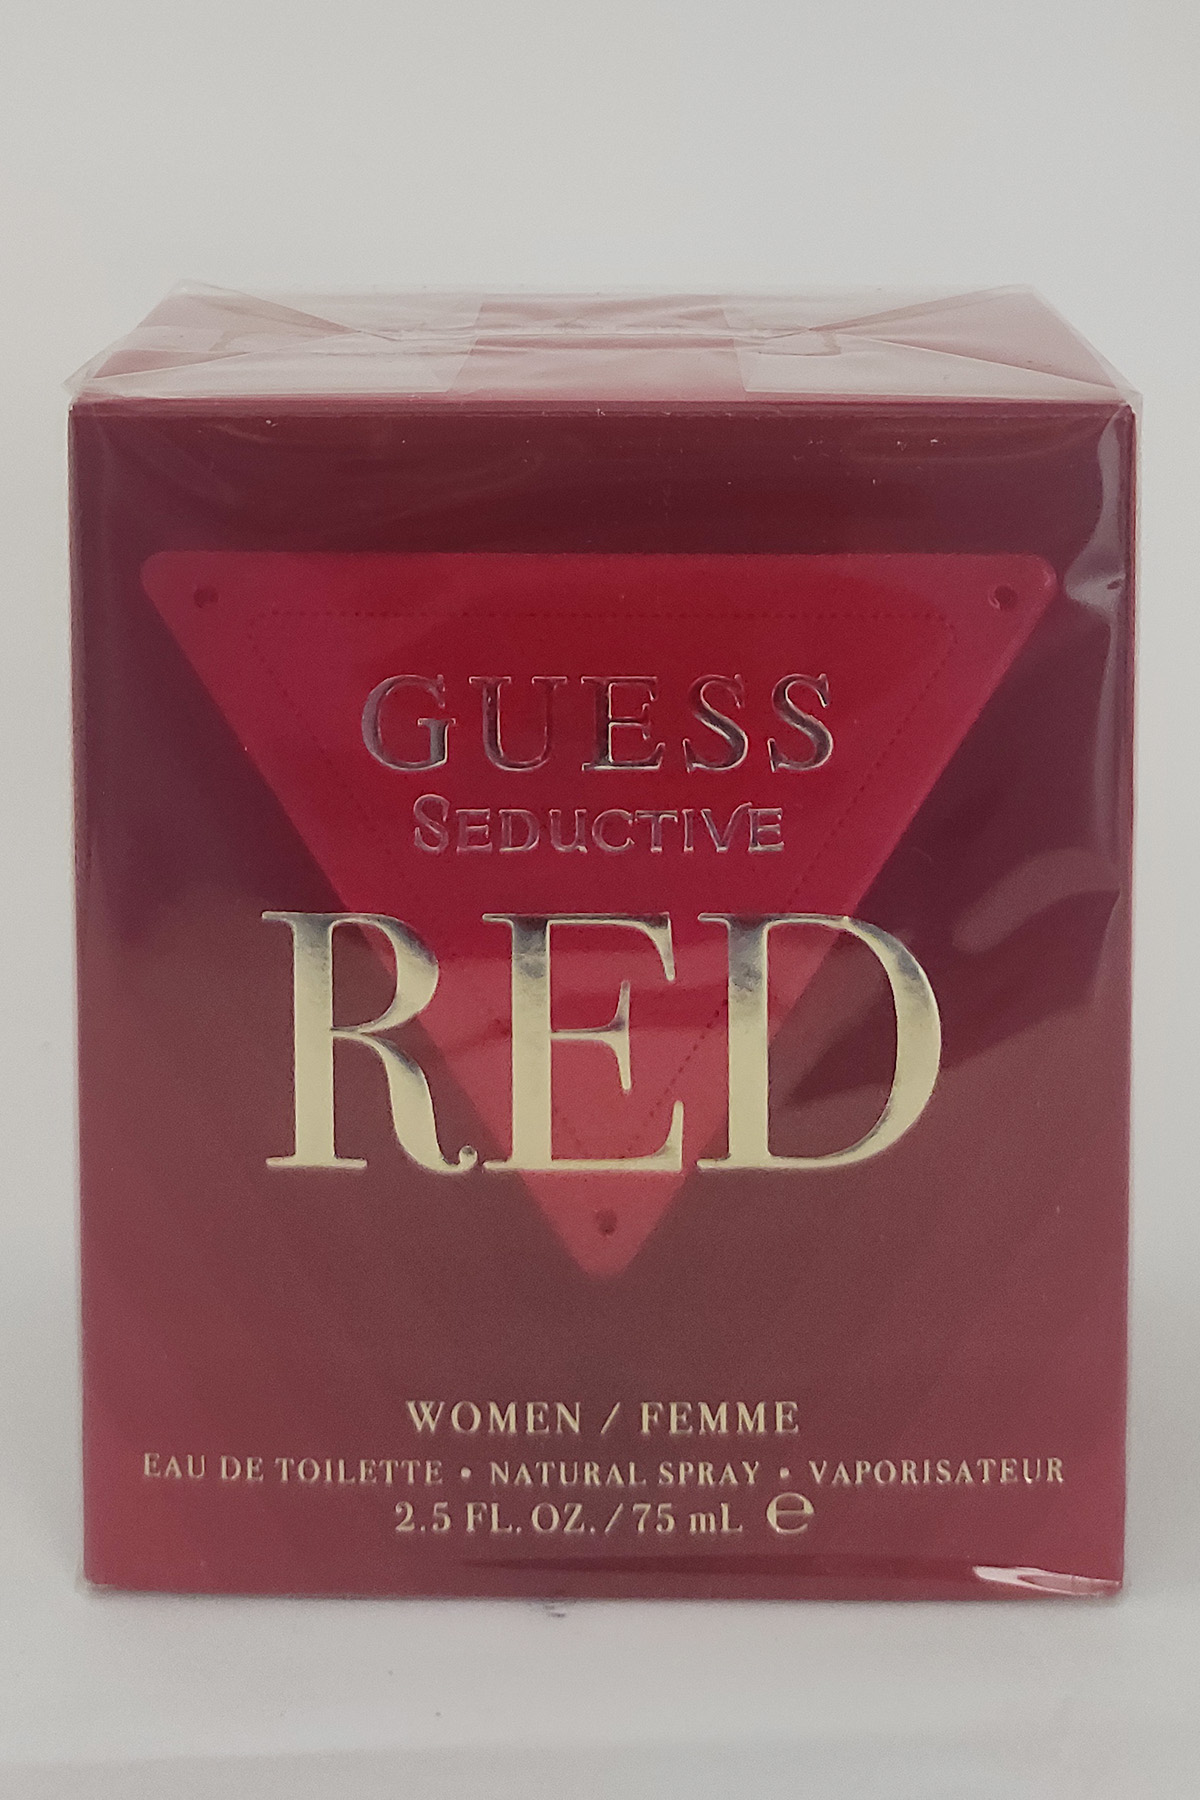 GUESS
SEDUCTIVE
RED
WOMEN / FEMME
EAU DE TOILETTE • NATURAL SPRAY • VAPORISATEUR
2.5 FL. OZ. / 75 mL ℮